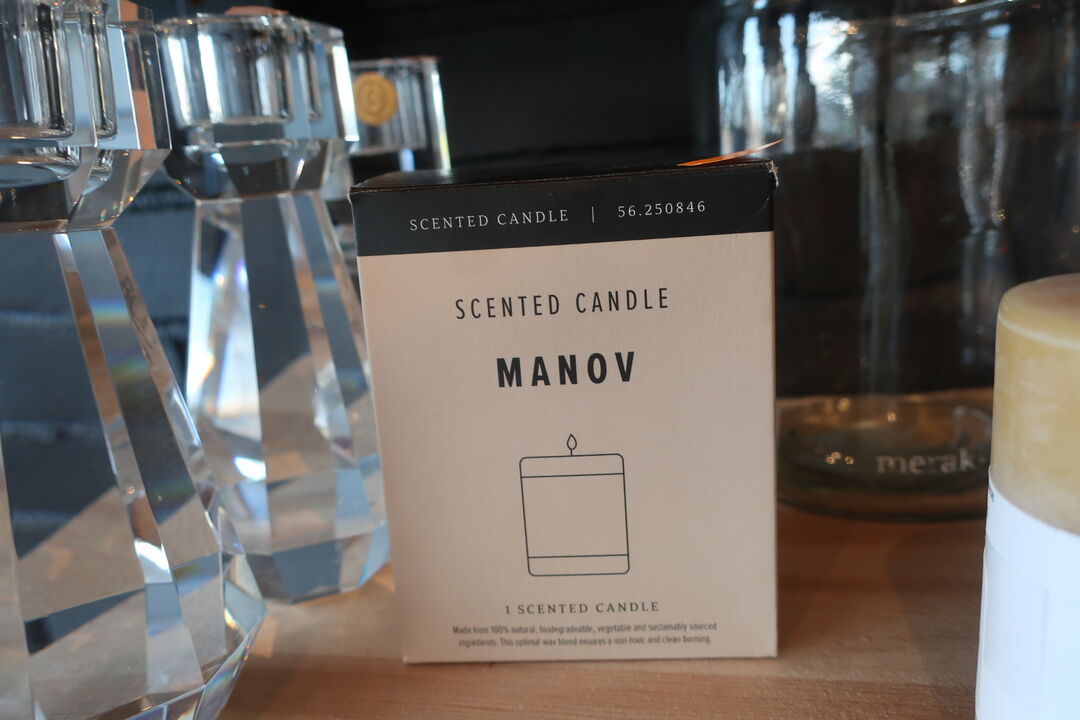 SCENTED CANDLE | 56.250846
SCENTED CANDLE
MANOV
1 SCENTED CANDLE
Made from 100% natural, biodegradeable, vegetable and sustainably sourced
ingredients. This optimal wax blend ensures a non-toxic and clean burning.
merak